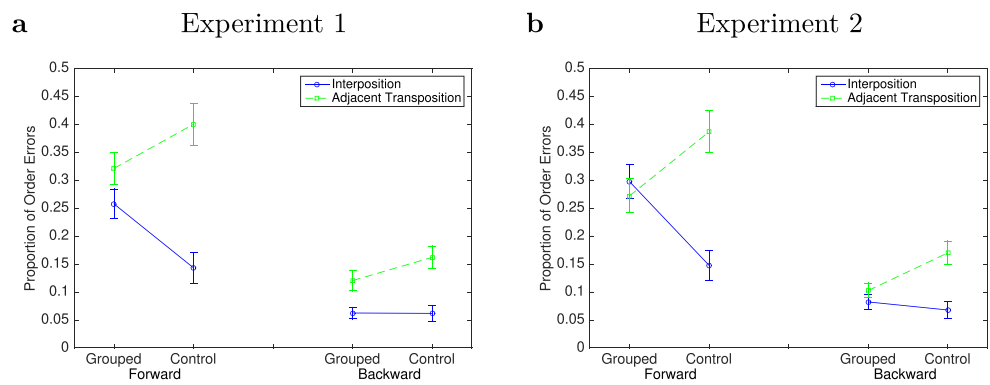 a Experiment 1
0.5
0.45
0.4
0.35
0.3
0.25
0.2
0.15
0.1
0.05
0
Proportion of Order Errors
Interposition
Adjacent Transposition
Grouped Control Grouped Control
Forward Backward
b Experiment 2
0.5
0.45
0.4
0.35
0.3
0.25
0.2
0.15
0.1
0.05
0
Proportion of Order Errors
Interposition
Adjacent Transposition
Grouped Control Grouped Control
Forward Backward